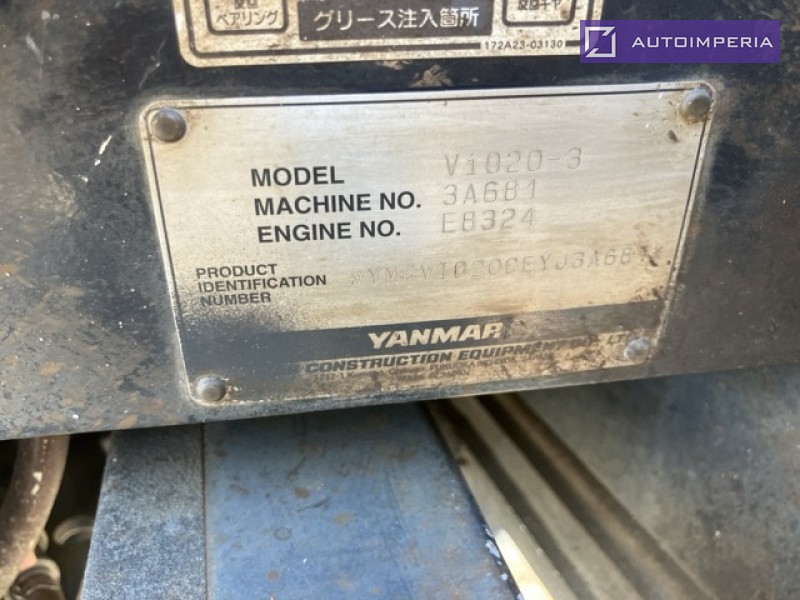 ベアリング
グリース注入箇所
172A23-03130
AUTOIMPERIA
MODEL Vi020-3
MACHINE NO. 3A681
ENGINE NO. E8324
PRODUCT
IDENTIFICATION
NUMBER
YANMAR
CONSTRUCTION EQUIPMENT